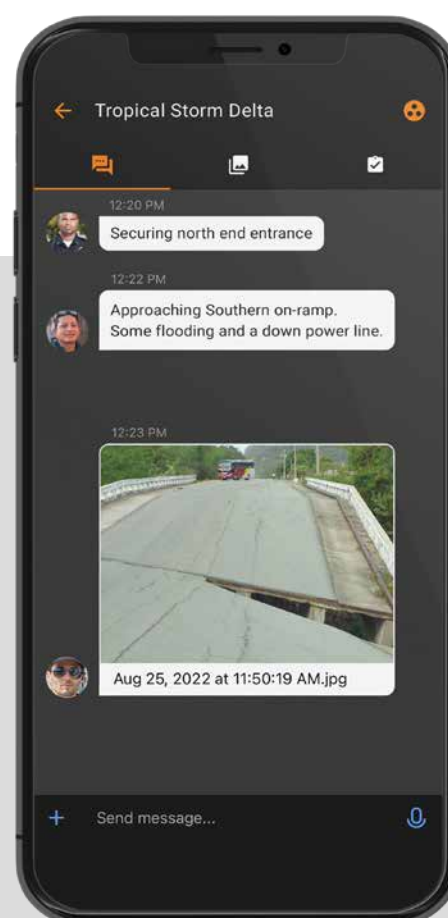 Tropical Storm Delta
12:20 PM
Securing north end entrance
12:22 PM
Approaching Southern on-ramp.
Some flooding and a down power line.
12:23 PM
Aug 25, 2022 at 11:50:19 AM.jpg
Send message...